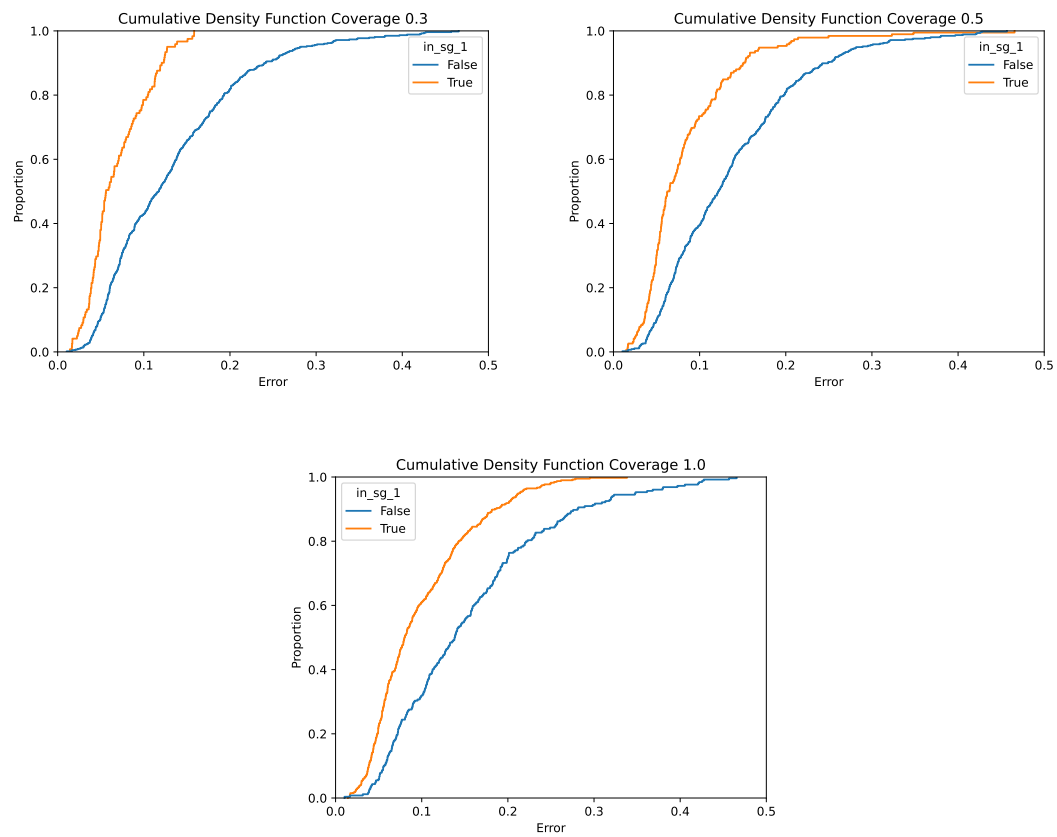 Cumulative Density Function Coverage 0.3
1.0
0.8
0.6
0.4
0.2
0.0
Proportion
0.0 0.1 0.2 0.3 0.4 0.5
Error
in_sg_1
False
True
Cumulative Density Function Coverage 0.5
1.0
0.8
0.6
0.4
0.2
0.0
Proportion
0.0 0.1 0.2 0.3 0.4 0.5
Error
in_sg_1
False
True
Cumulative Density Function Coverage 1.0
1.0
0.8
0.6
0.4
0.2
0.0
Proportion
0.0 0.1 0.2 0.3 0.4 0.5
Error
in_sg_1
False
True